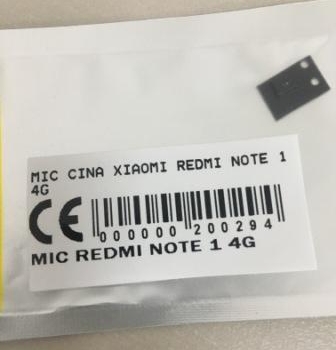 MIC CINA XIAOMI REDMI NOTE 1
4G
CE
000000 200294
MIC REDMI NOTE 1 4G